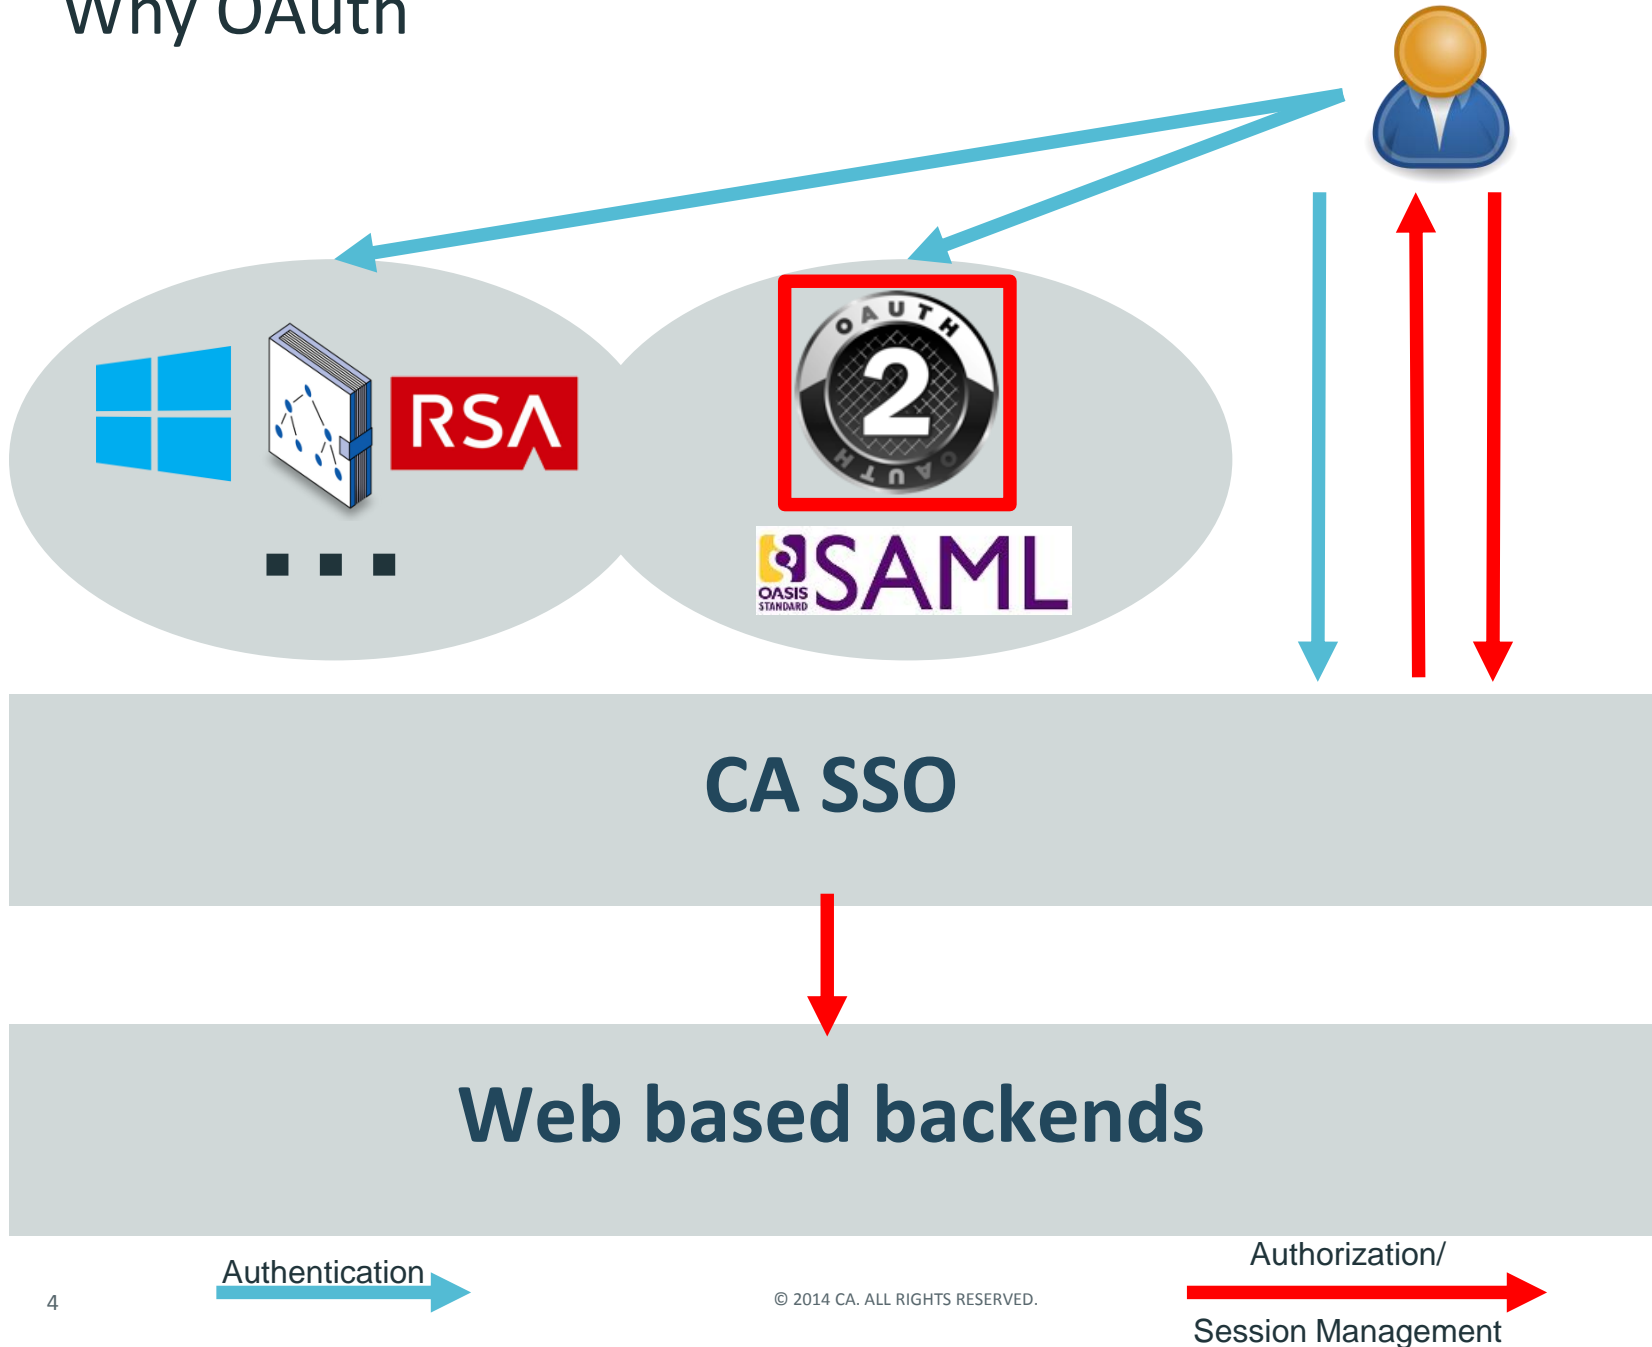 Why OAuth
OAUTH
2
OAUTH
RSA
...
OASIS
STANDARD
SAML
CA SSO
Web based backends
Authentication
Authorization/
Session Management
4
© 2014 CA. ALL RIGHTS RESERVED.